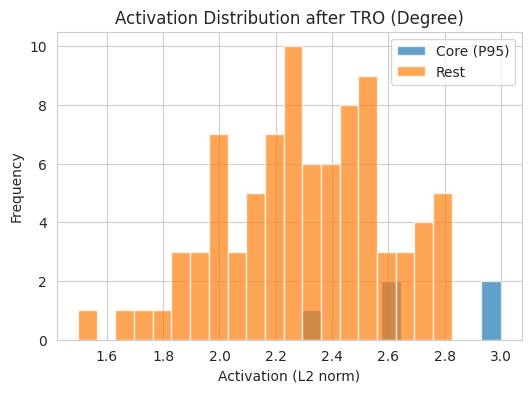 Activation Distribution after TRO (Degree)
Core (P95)
Rest
Frequency
10
8
6
4
2
0
1.6 1.8 2.0 2.2 2.4 2.6 2.8 3.0
Activation (L2 norm)